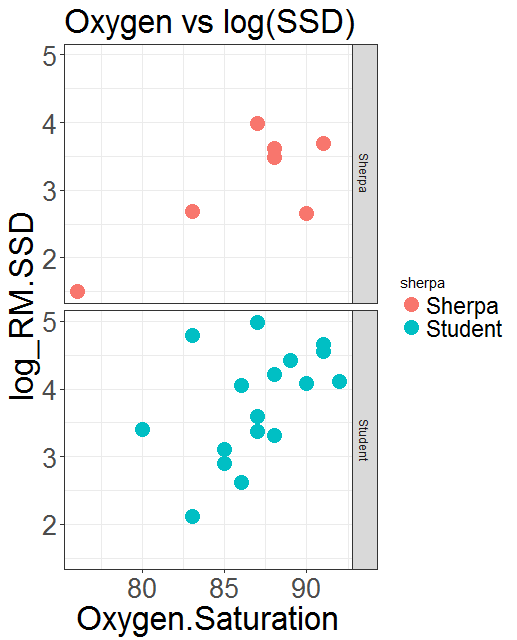 Oxygen vs log(SSD)
log_RM.SSD
5
4
3
2
Sherpa
5
4
3
2
Student
80 85 90
Oxygen.Saturation
sherpa
Sherpa
Student